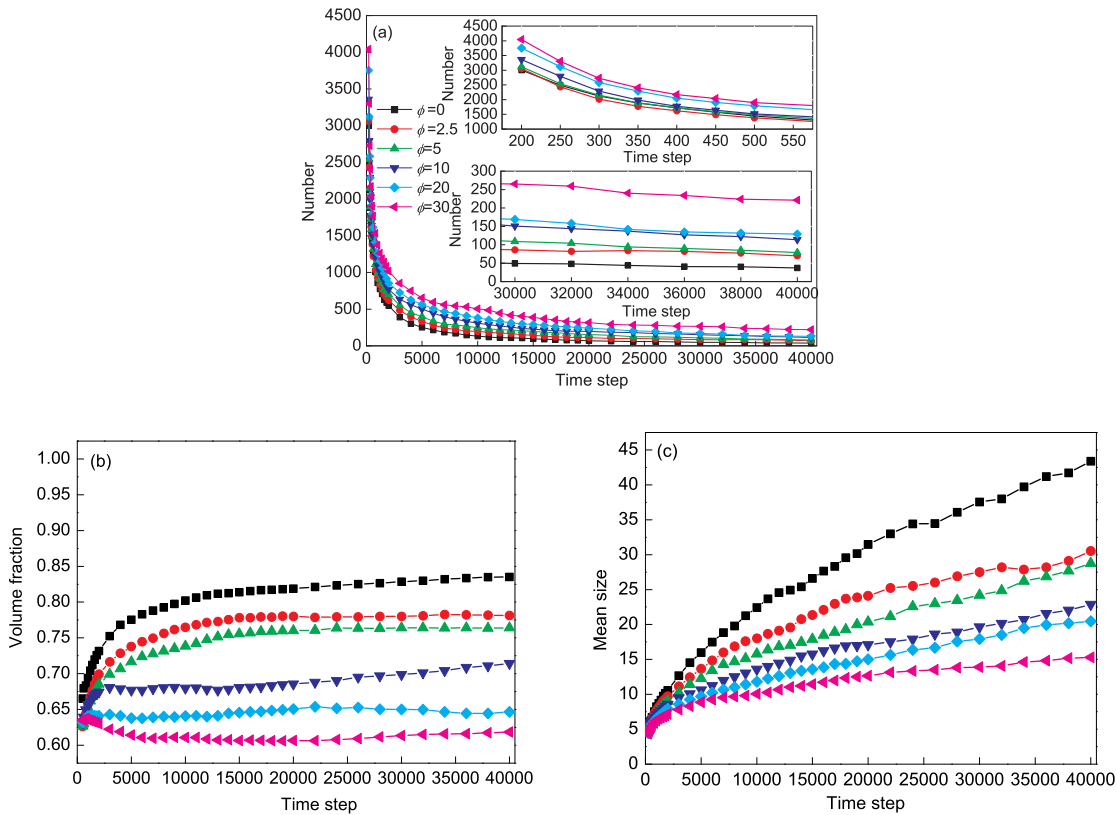 (a)
4500
4000
3500
3000
2500
2000
1500
1000
500
0
Number
ϕ=0
ϕ=2.5
ϕ=5
ϕ=10
ϕ=20
ϕ=30
0 5000 10000 15000 20000 25000 30000 35000 40000
Time step
4500
4000
3500
3000
2500
2000
1500
1000
Number
200 250 300 350 400 450 500 550
Time step
300
250
200
150
100
50
0
Number
30000 32000 34000 36000 38000 40000
Time step
(b)
1.00
0.95
0.90
0.85
0.80
0.75
0.70
0.65
0.60
Volume fraction
0 5000 10000 15000 20000 25000 30000 35000 40000
Time step
(c)
45
40
35
30
25
20
15
10
5
0
Mean size
0 5000 10000 15000 20000 25000 30000 35000 40000
Time step